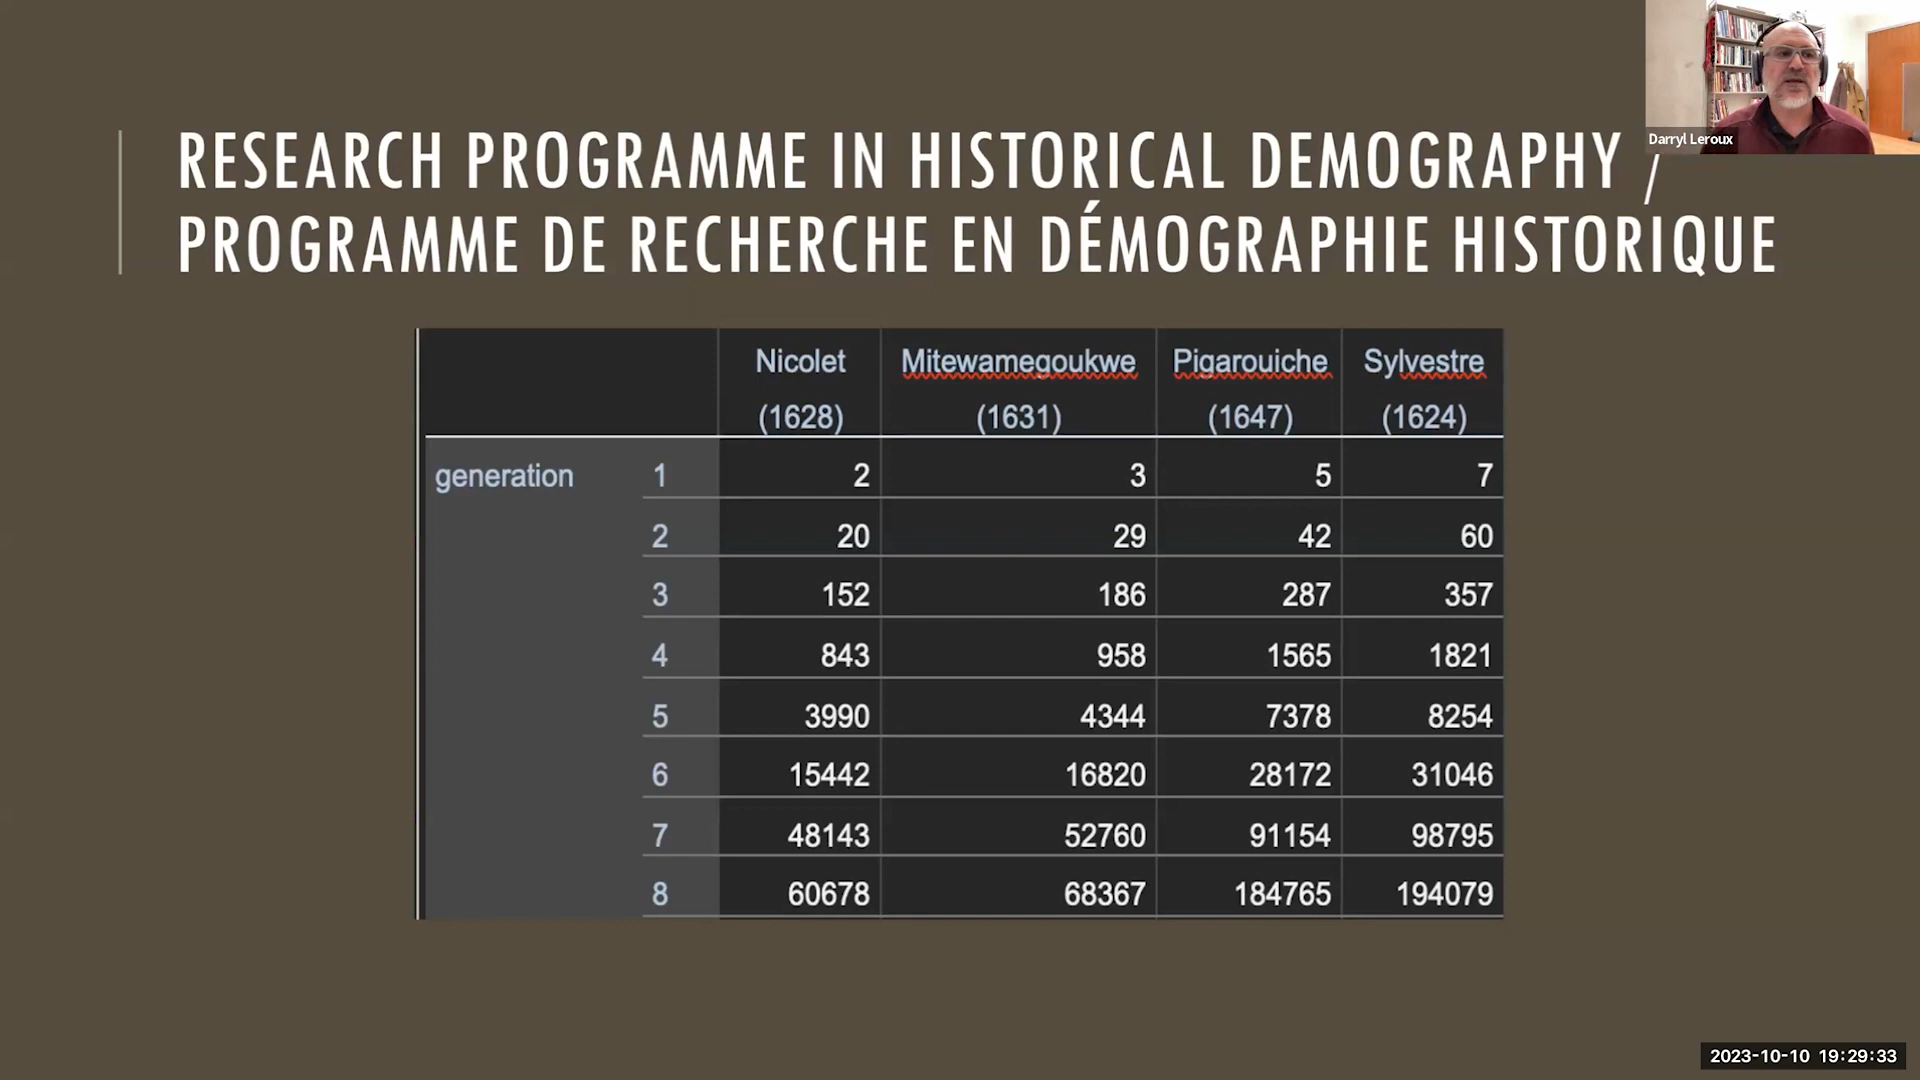 RESEARCH PROGRAMME IN HISTORICAL DEMOGRAPHY /
PROGRAMME DE RECHERCHE EN DÉMOGRAPHIE HISTORIQUE
Darryl Leroux
Nicolet Mitewamegoukwe Pigarouiche Sylvestre
(1628) (1631) (1647) (1624)
generation 1 2 3 5 7
2 20 29 42 60
3 152 186 287 357
4 843 958 1565 1821
5 3990 4344 7378 8254
6 15442 16820 28172 31046
7 48143 52760 91154 98795
8 60678 68367 184765 194079
2023-10-10 19:29:33